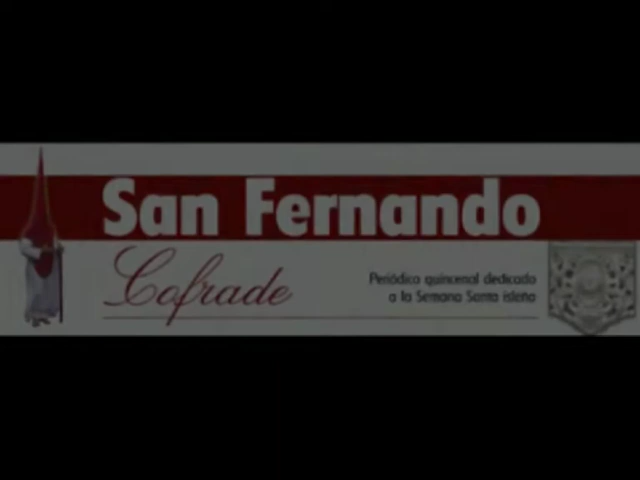 San Fernando
Cofrade
Periódico quincenal dedicado
a la Semana Santa isleña